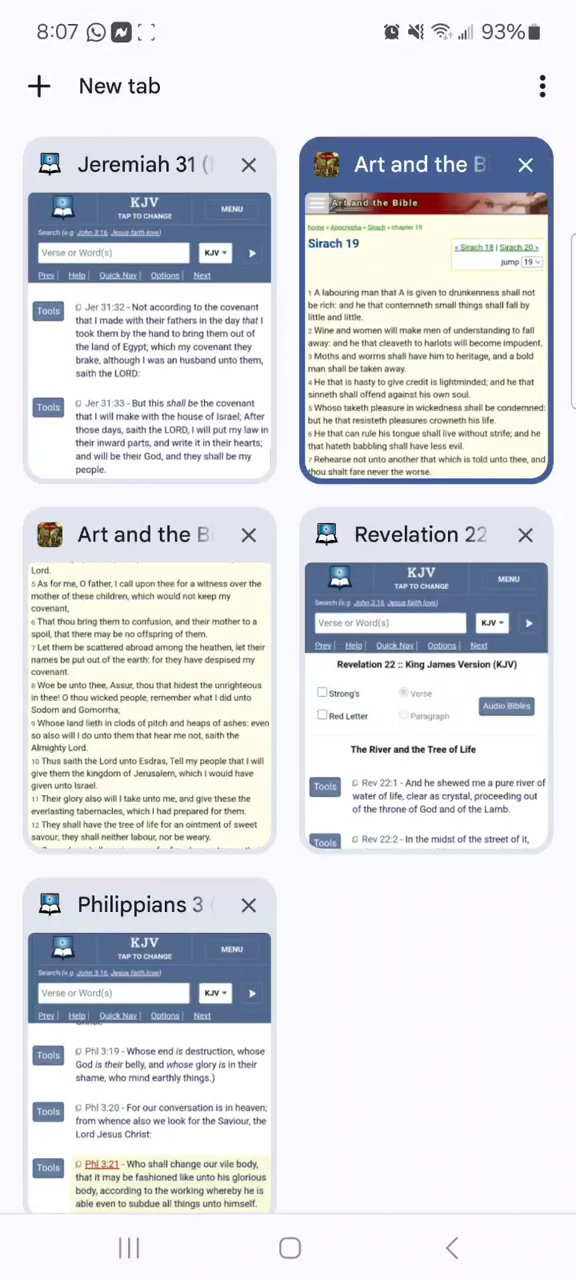 8:07 93%
New tab
Jeremiah 31
KJV
TAP TO CHANGE
MENU
Search (e.g. John 3:16, Jesus faith love)
Verse or Word(s) KJV
Prev | Help | Quick Nav | Options | Next
Tools
Jer 31:32 - Not according to the covenant
that I made with their fathers in the day that I
took them by the hand to bring them out of
the land of Egypt; which my covenant they
brake, although I was an husband unto them,
saith the LORD:
Tools
Jer 31:33 - But this shall be the covenant
that I will make with the house of Israel; After
those days, saith the LORD, I will put my law in
their inward parts, and write it in their hearts;
and will be their God, and they shall be my
people.
Art and the B
Art and the Bible
home » Apocrypha » Sirach » chapter 19
Sirach 19
« Sirach 18 | Sirach 20 »
jump 19
1 A labouring man that A is given to drunkenness shall not
be rich: and he that contemneth small things shall fall by
little and little.
2 Wine and women will make men of understanding to fall
away: and he that cleaveth to harlots will become impudent.
3 Moths and worms shall have him to heritage, and a bold
man shall be taken away.
4 He that is hasty to give credit is lightminded; and he that
sinneth shall offend against his own soul.
5 Whoso taketh pleasure in wickedness shall be condemned:
but he that resisteth pleasures crowneth his life.
6 He that can rule his tongue shall live without strife; and he
that hateth babbling shall have less evil.
7 Rehearse not unto another that which is told unto thee, and
thou shalt fare never the worse.
Art and the B
Lord.
5 As for me, O father, I call upon thee for a witness over the
mother of these children, which would not keep my
covenant,
6 That thou bring them to confusion, and their mother to a
spoil, that there may be no offspring of them.
7 Let them be scattered abroad among the heathen, let their
names be put out of the earth: for they have despised my
covenant.
8 Woe be unto thee, Assur, thou that hidest the unrighteous
in thee! O thou wicked people, remember what I did unto
Sodom and Gomorrha;
9 Whose land lieth in clods of pitch and heaps of ashes: even
so also will I do unto them that hear me not, saith the
Almighty Lord.
10 Thus saith the Lord unto Esdras, Tell my people that I will
give them the kingdom of Jerusalem, which I would have
given unto Israel.
11 Their glory also will I take unto me, and give these the
everlasting tabernacles, which I had prepared for them.
12 They shall have the tree of life for an ointment of sweet
savour; they shall neither labour, nor be weary.
Revelation 22
KJV
TAP TO CHANGE
MENU
Search (e.g. John 3:16, Jesus faith love)
Verse or Word(s) KJV
Prev | Help | Quick Nav | Options | Next
Revelation 22 :: King James Version (KJV)
Strong's Verse
Red Letter Paragraph
Audio Bibles
The River and the Tree of Life
Tools
Rev 22:1 - And he shewed me a pure river of
water of life, clear as crystal, proceeding out
of the throne of God and of the Lamb.
Tools
Rev 22:2 - In the midst of the street of it,
Philippians 3
KJV
TAP TO CHANGE
MENU
Search (e.g. John 3:16, Jesus faith love)
Verse or Word(s) KJV
Prev | Help | Quick Nav | Options | Next
Tools
Phl 3:19 - Whose end is destruction, whose
God is their belly, and whose glory is in their
shame, who mind earthly things.)
Tools
Phl 3:20 - For our conversation is in heaven;
from whence also we look for the Saviour, the
Lord Jesus Christ:
Tools
Phl 3:21 - Who shall change our vile body,
that it may be fashioned like unto his glorious
body, according to the working whereby he is
able even to subdue all things unto himself.